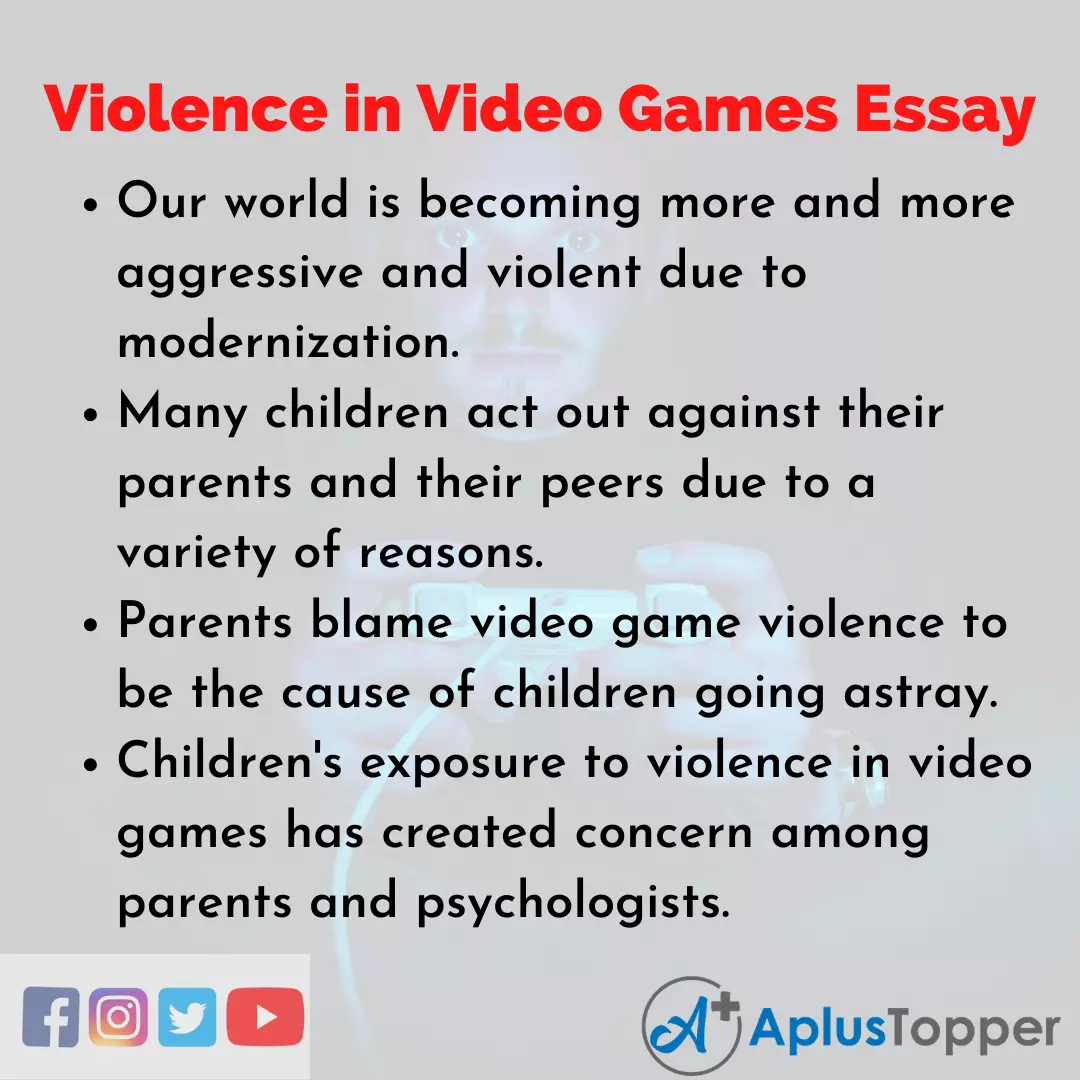 Violence in Video Games Essay
• Our world is becoming more and more
aggressive and violent due to
modernization.
• Many children act out against their
parents and their peers due to a
variety of reasons.
• Parents blame video game violence to
be the cause of children going astray.
• Children's exposure to violence in video
games has created concern among
parents and psychologists.
A+ AplusTopper